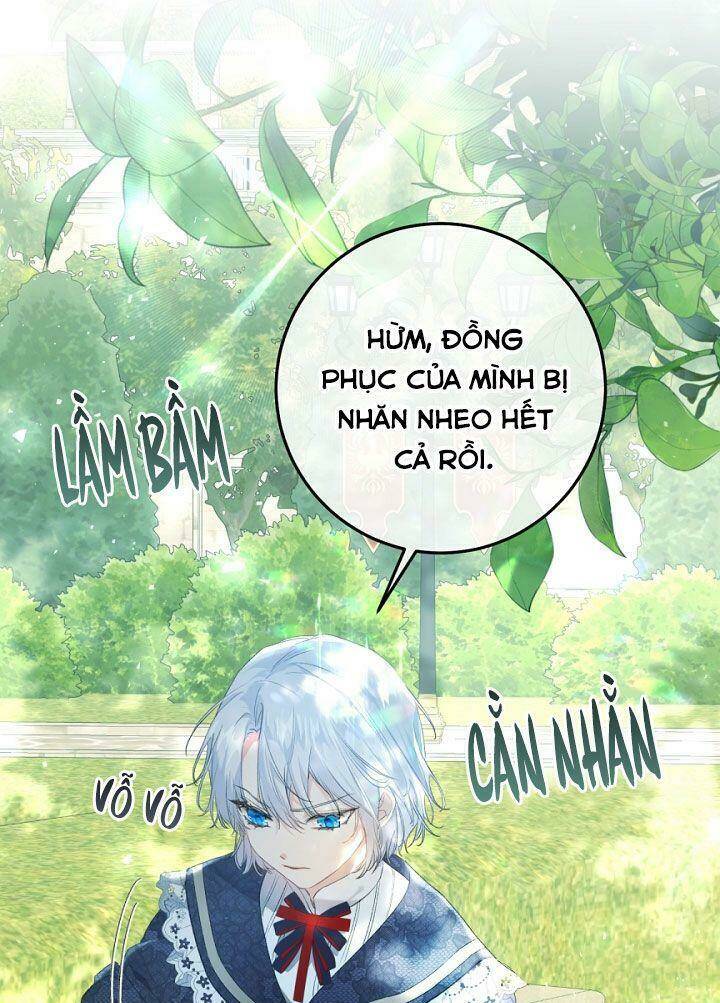 HỪM, ĐỒNG
PHỤC CỦA MÌNH BỊ
NHĂN NHEO HẾT
CẢ RỒI.
LẦM BẦM
CẰN NHẰN
VỖ VỖ